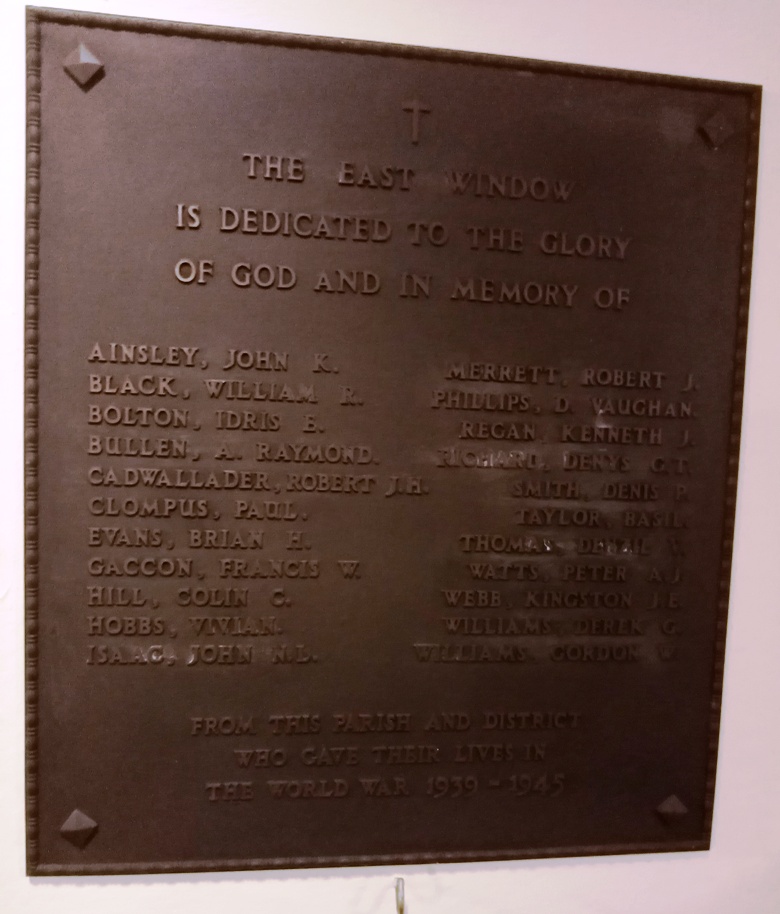 THE EAST WINDOW
IS DEDICATED TO THE GLORY
OF GOD AND IN MEMORY OF
AINSLEY, JOHN K.
BLACK, WILLIAM R.
BOLTON, IDRIS E.
BULLEN, A. RAYMOND.
CADWALLADER, ROBERT J.H.
CLOMPUS, PAUL.
EVANS, BRIAN H.
GACCON, FRANCIS W.
HILL, COLIN C.
HOBBS, VIVIAN.
ISAAC, JOHN N.L.
MERRETT, ROBERT J.
PHILLIPS, D. VAUGHAN.
REGAN, KENNETH J.
RICHARD, DENYS G.T.
SMITH, DENIS P.
TAYLOR, BASIL.
THOMAS, V.
WATTS, PETER A.J
WEBB, KINGSTON J.E.
WILLIAMS, DEREK G.
WILLIAMS, GORDON W.
FROM THIS PARISH AND DISTRICT
WHO GAVE THEIR LIVES IN
THE WORLD WAR 1939 - 1945